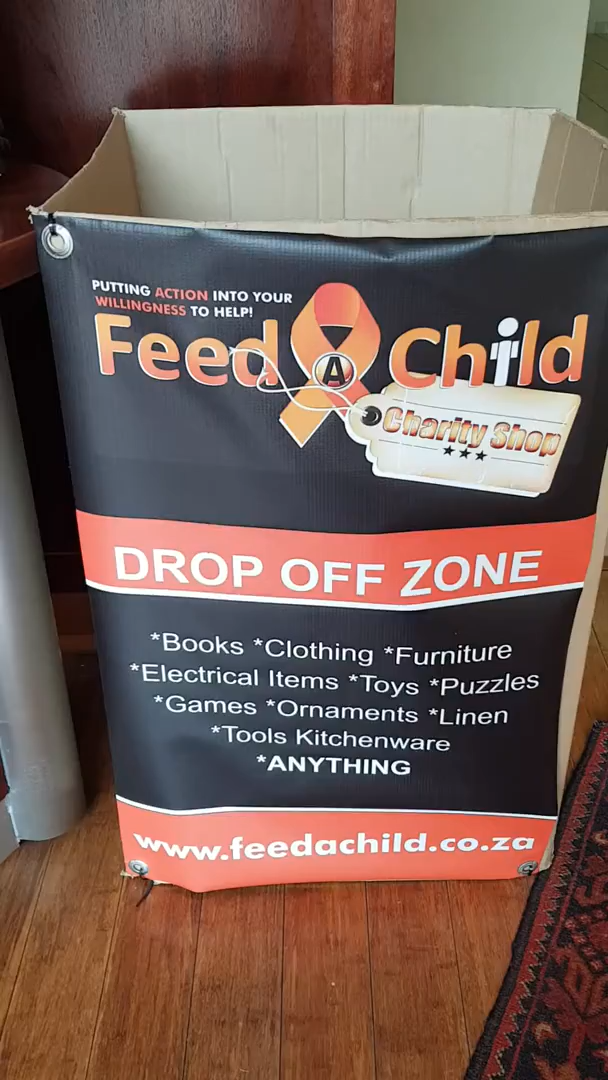 PUTTING ACTION INTO YOUR
WILLINGNESS TO HELP!
Feed A Child
Charity Shop
DROP OFF ZONE
*Books *Clothing *Furniture
*Electrical Items *Toys *Puzzles
*Games *Ornaments *Linen
*Tools Kitchenware
*ANYTHING
www.feedachild.co.za